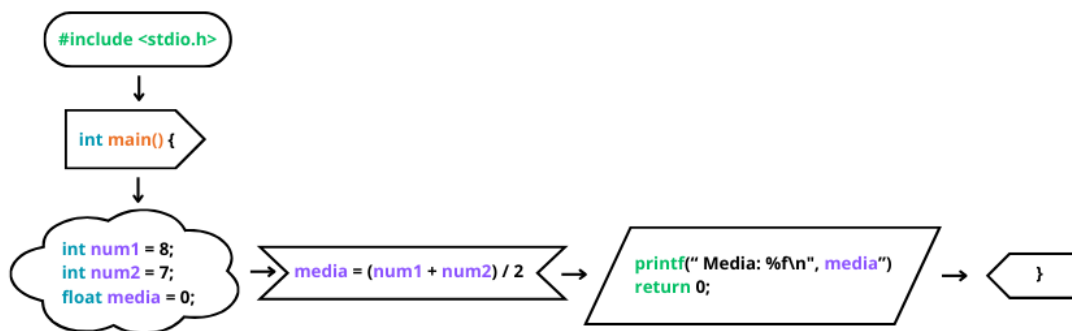 #include <stdio.h>
int main() {
int num1 = 8;
int num2 = 7;
float media = 0;
media = (num1 + num2) / 2
printf(“ Media: %f\n", media”)
return 0;
}